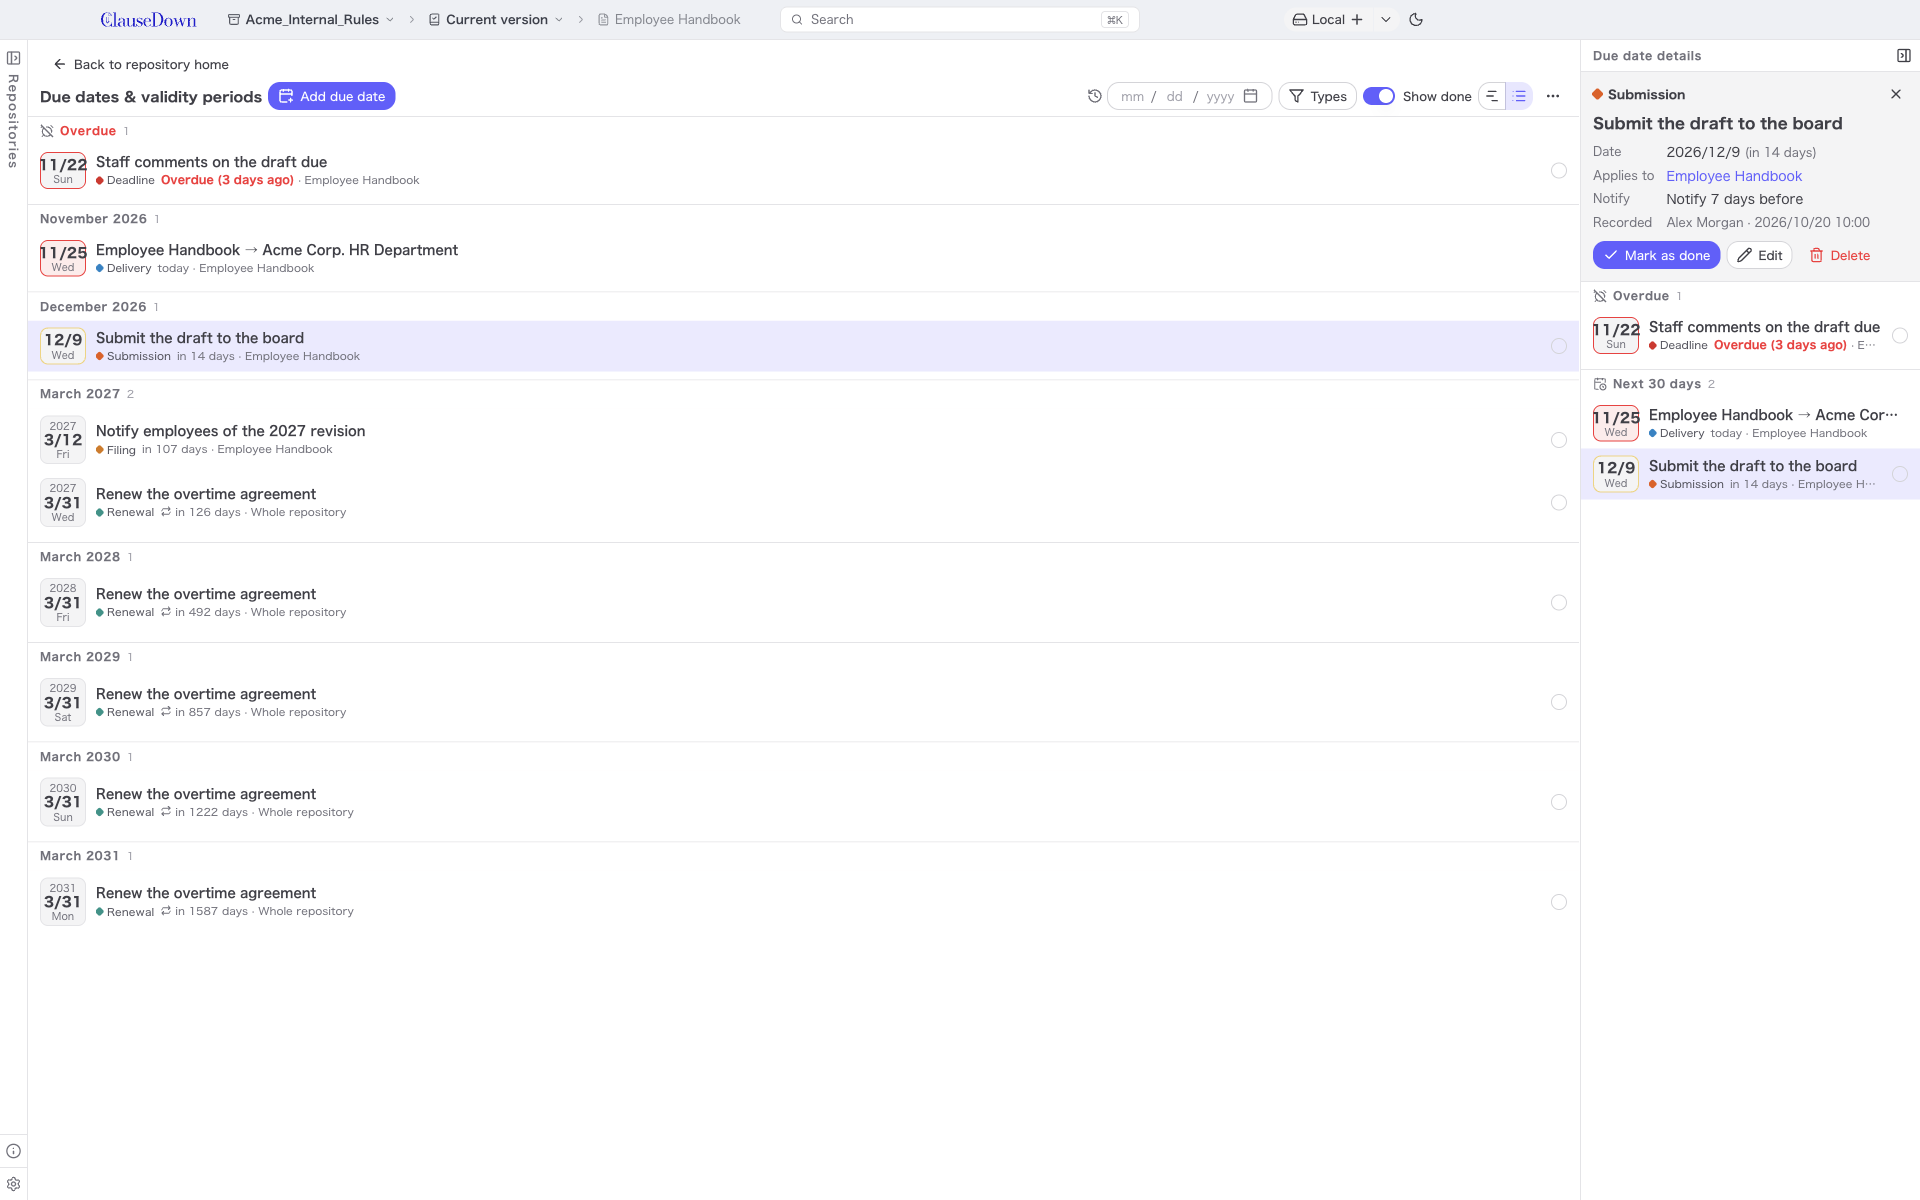 ClauseDown
Acme_Internal_Rules
Current version
Employee Handbook
Search
⌘K
Local
Repositories
Back to repository home
Due dates & validity periods
Add due date
mm / dd / yyyy
Types
Show done
Overdue 1
11/22
Sun
Staff comments on the draft due
Deadline Overdue (3 days ago) · Employee Handbook
November 2026 1
11/25
Wed
Employee Handbook → Acme Corp. HR Department
Delivery today · Employee Handbook
December 2026 1
12/9
Wed
Submit the draft to the board
Submission in 14 days · Employee Handbook
March 2027 2
2027
3/12
Fri
Notify employees of the 2027 revision
Filing in 107 days · Employee Handbook
2027
3/31
Wed
Renew the overtime agreement
Renewal in 126 days · Whole repository
March 2028 1
2028
3/31
Fri
Renew the overtime agreement
Renewal in 492 days · Whole repository
March 2029 1
2029
3/31
Sat
Renew the overtime agreement
Renewal in 857 days · Whole repository
March 2030 1
2030
3/31
Sun
Renew the overtime agreement
Renewal in 1222 days · Whole repository
March 2031 1
2031
3/31
Mon
Renew the overtime agreement
Renewal in 1587 days · Whole repository
Due date details
Submission
Submit the draft to the board
Date 2026/12/9 (in 14 days)
Applies to Employee Handbook
Notify Notify 7 days before
Recorded Alex Morgan · 2026/10/20 10:00
Mark as done
Edit
Delete
Overdue 1
11/22
Sun
Staff comments on the draft due
Deadline Overdue (3 days ago) · E···
Next 30 days 2
11/25
Wed
Employee Handbook → Acme Cor···
Delivery today · Employee Handbook
12/9
Wed
Submit the draft to the board
Submission in 14 days · Employee H···